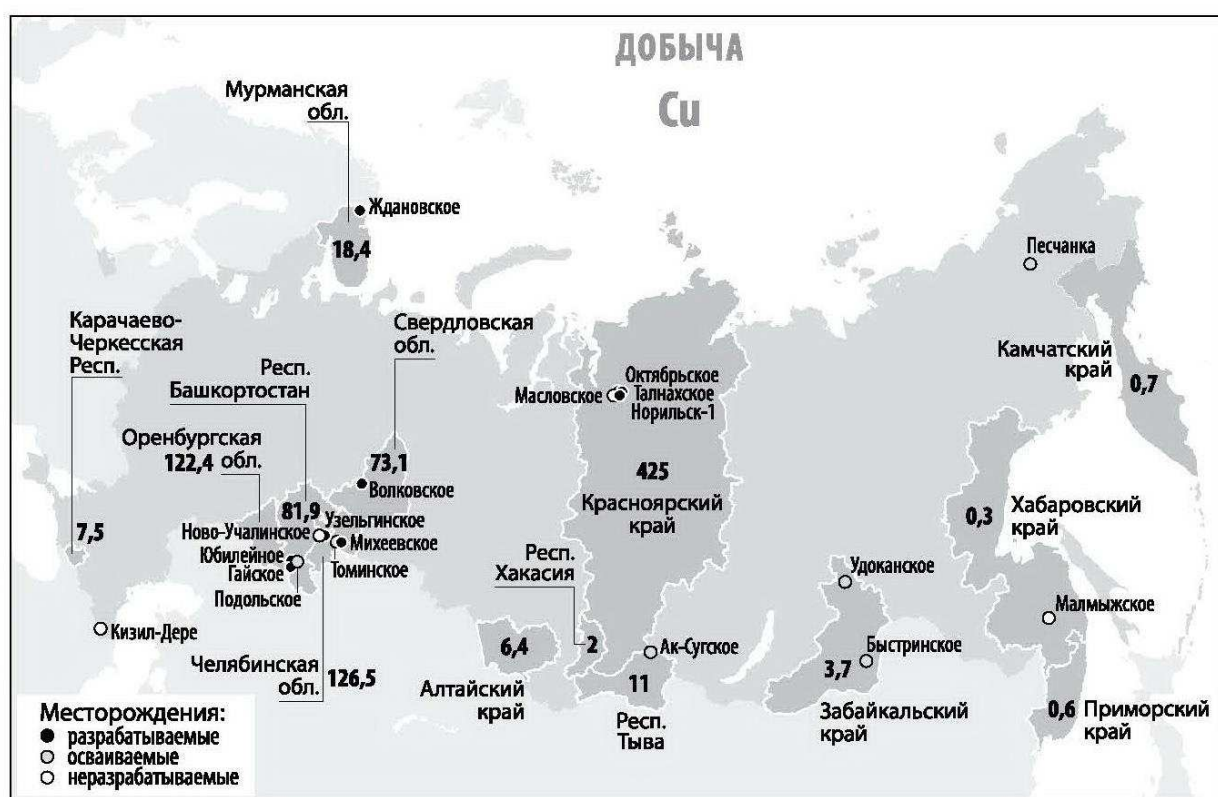 ДОБЫЧА
Cu
Мурманская
обл.
Ждановское
18,4
Песчанка
Карачаево-
Черкесская
Респ.
7,5
Респ.
Башкортостан
81,9
Свердловская
обл.
73,1
Волковское
Оренбургская
122,4 обл.
Масловское
Октябрьское
Талнахское
Норильск-1
425
Красноярский
край
Камчатский
край
0,7
0,3
Хабаровский
край
Ново-Учалинское
Узельгинское
Юбилейное
Михеевское
Гайское
Томинское
Подольское
Респ.
Хакасия
2
Удоканское
Малмыжское
Кизил-Дере
Челябинская
обл.
126,5
6,4
Алтайский
край
Ак-Сугское
11
Респ.
Тыва
Быстринское
3,7
Забайкальский
край
0,6
Приморский
край
Месторождения:
разрабатываемые
осваиваемые
неразрабатываемые